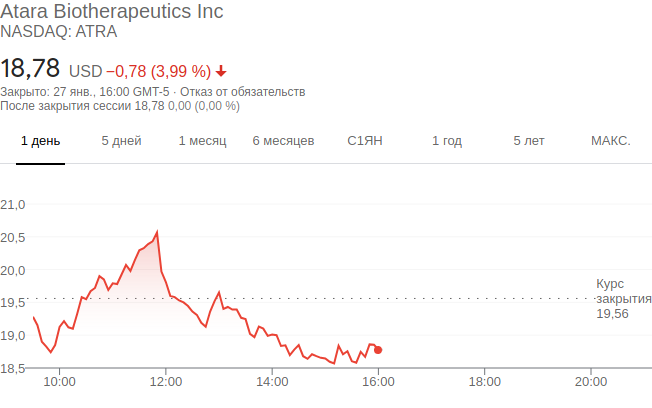 Atara Biotherapeutics Inc
NASDAQ: ATRA
18,78 USD −0,78 (3,99 %)
Закрыто: 27 янв., 16:00 GMT-5 · Отказ от обязательств
После закрытия сессии 18,78 0,00 (0,00 %)
1 день 5 дней 1 месяц 6 месяцев С1ЯН 1 год 5 лет МАКС.
21,0
20,5
20,0
Курс
19,5 закрытия
19,56
19,0
18,5
10:00 12:00 14:00 16:00 18:00 20:00